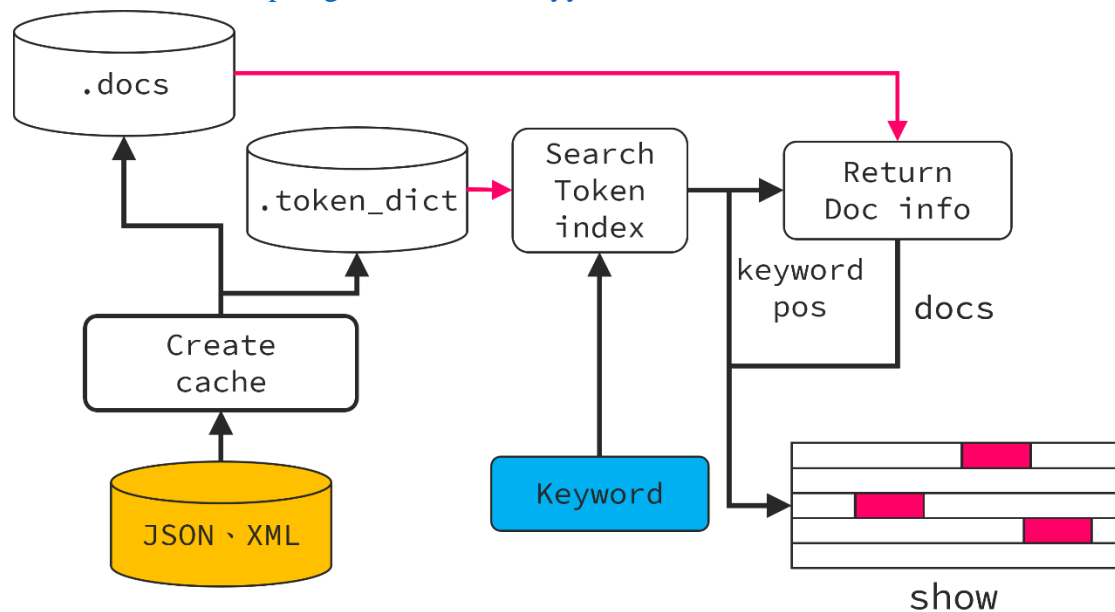 .docs
.token_dict
Search
Token
index
Return
Doc info
keyword
pos
docs
Create
cache
Keyword
JSON、XML
show